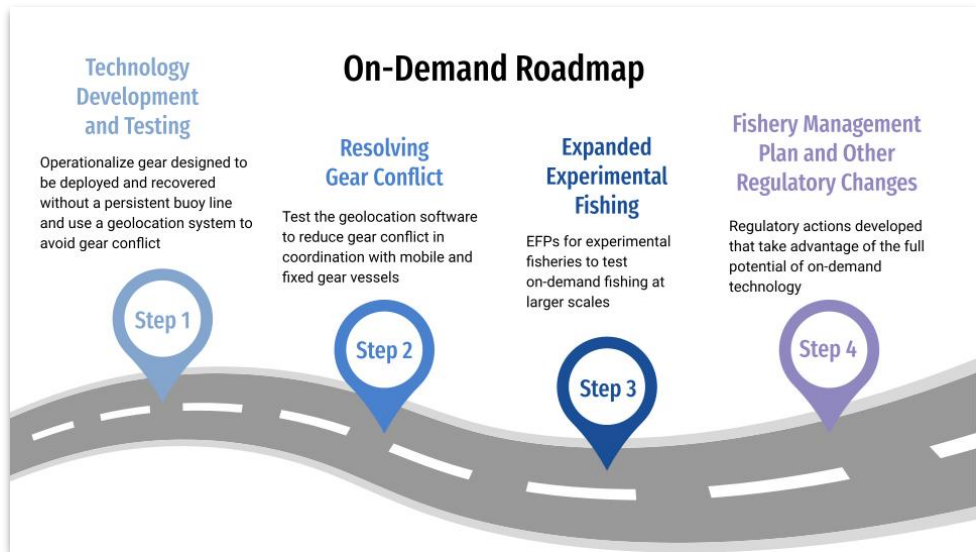 On-Demand Roadmap
Technology
Development
and Testing
Operationalize gear designed to
be deployed and recovered
without a persistent buoy line
and use a geolocation system to
avoid gear conflict
Step 1
Resolving
Gear Conflict
Test the geolocation software
to reduce gear conflict in
coordination with mobile and
fixed gear vessels
Step 2
Expanded
Experimental
Fishing
EFPs for experimental
fisheries to test
on-demand fishing at
larger scales
Step 3
Fishery Management
Plan and Other
Regulatory Changes
Regulatory actions developed
that take advantage of the full
potential of on-demand
technology
Step 4